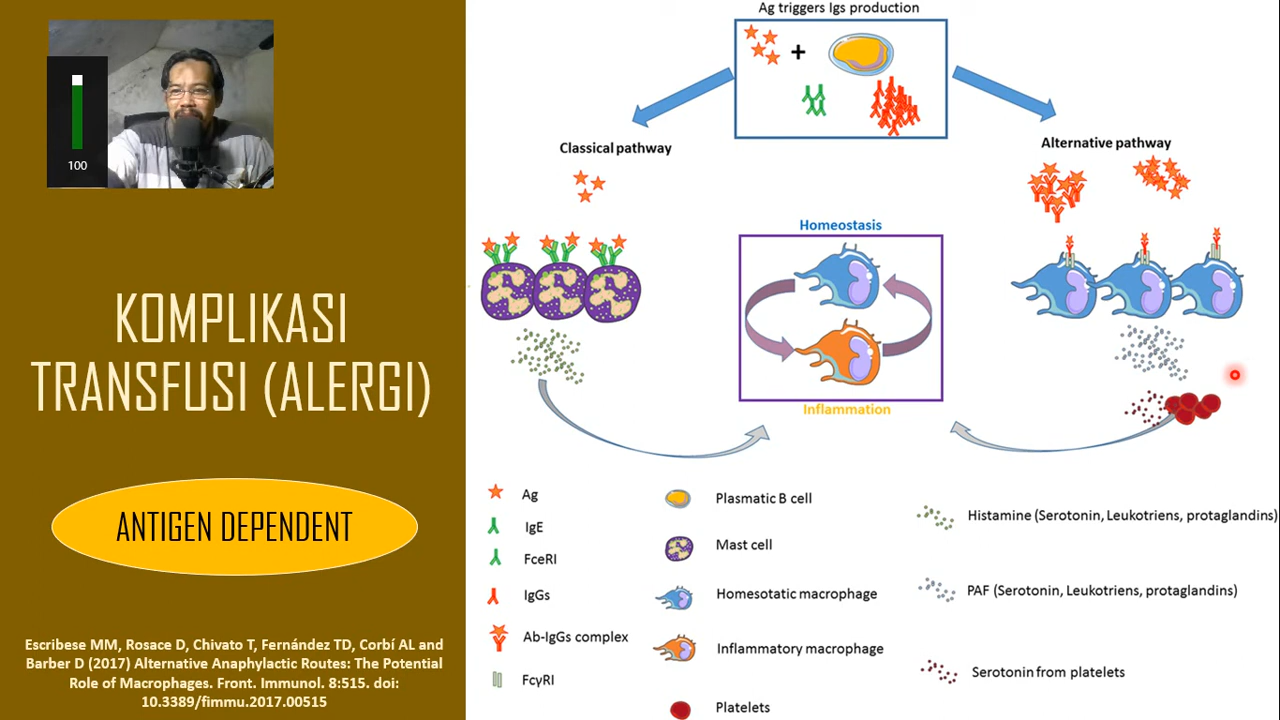 100
KOMPLIKASI
TRANSFUSI (ALERGI)
ANTIGEN DEPENDENT
Escribese MM, Rosace D, Chivato T, Fernández TD, Corbí AL and
Barber D (2017) Alternative Anaphylactic Routes: The Potential
Role of Macrophages. Front. Immunol. 8:515. doi:
10.3389/fimmu.2017.00515
Ag triggers Igs production
+
Classical pathway
Alternative pathway
Homeostasis
Inflammation
Ag
IgE
FceRI
IgGs
Ab-IgGs complex
FcγRI
Plasmatic B cell
Mast cell
Homesotatic macrophage
Inflammatory macrophage
Platelets
Histamine (Serotonin, Leukotriens, protaglandins)
PAF (Serotonin, Leukotriens, protaglandins)
Serotonin from platelets